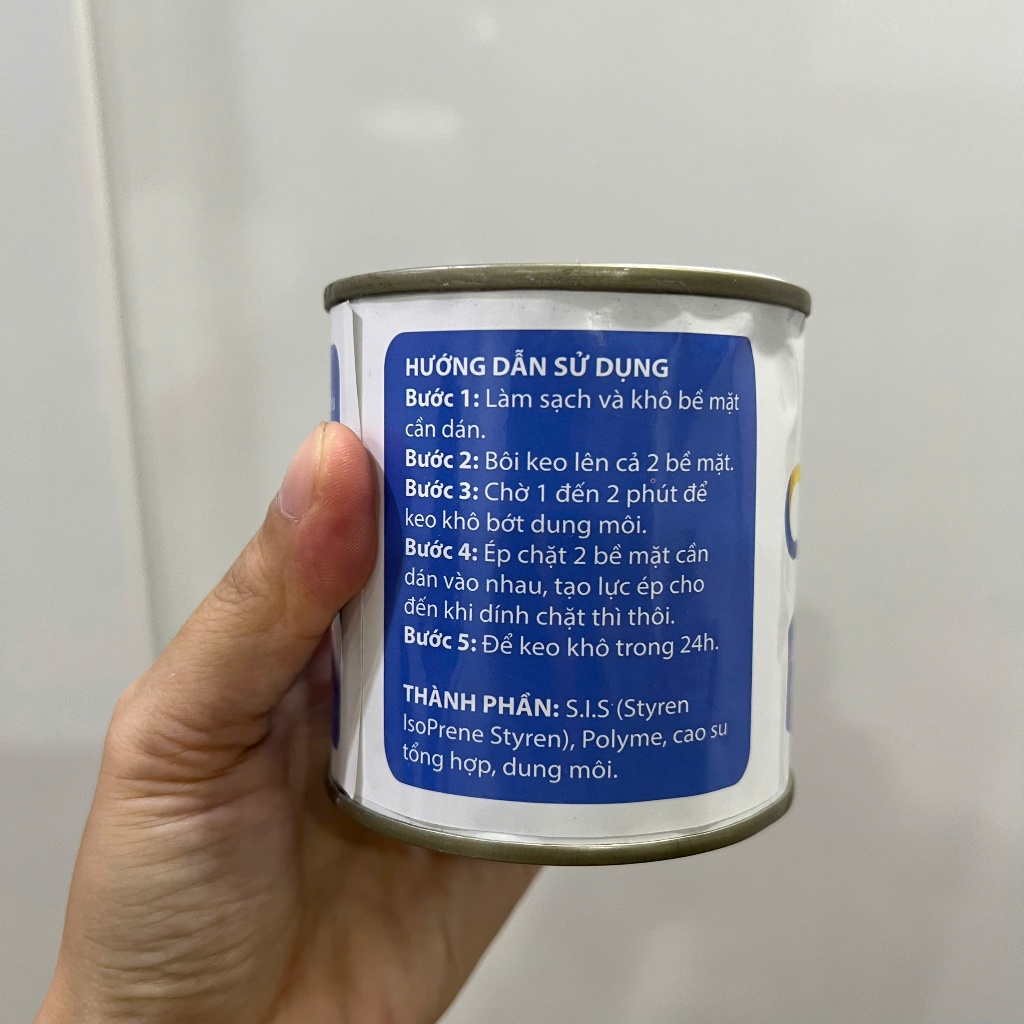 HƯỚNG DẪN SỬ DỤNG
Bước 1: Làm sạch và khô bề mặt
cần dán.
Bước 2: Bôi keo lên cả 2 bề mặt.
Bước 3: Chờ 1 đến 2 phút để
keo khô bớt dung môi.
Bước 4: Ép chặt 2 bề mặt cần
dán vào nhau, tạo lực ép cho
đến khi dính chặt thì thôi.
Bước 5: Để keo khô trong 24h.
THÀNH PHẦN: S.I.S (Styren
IsoPrene Styren), Polyme, cao su
tổng hợp, dung môi.